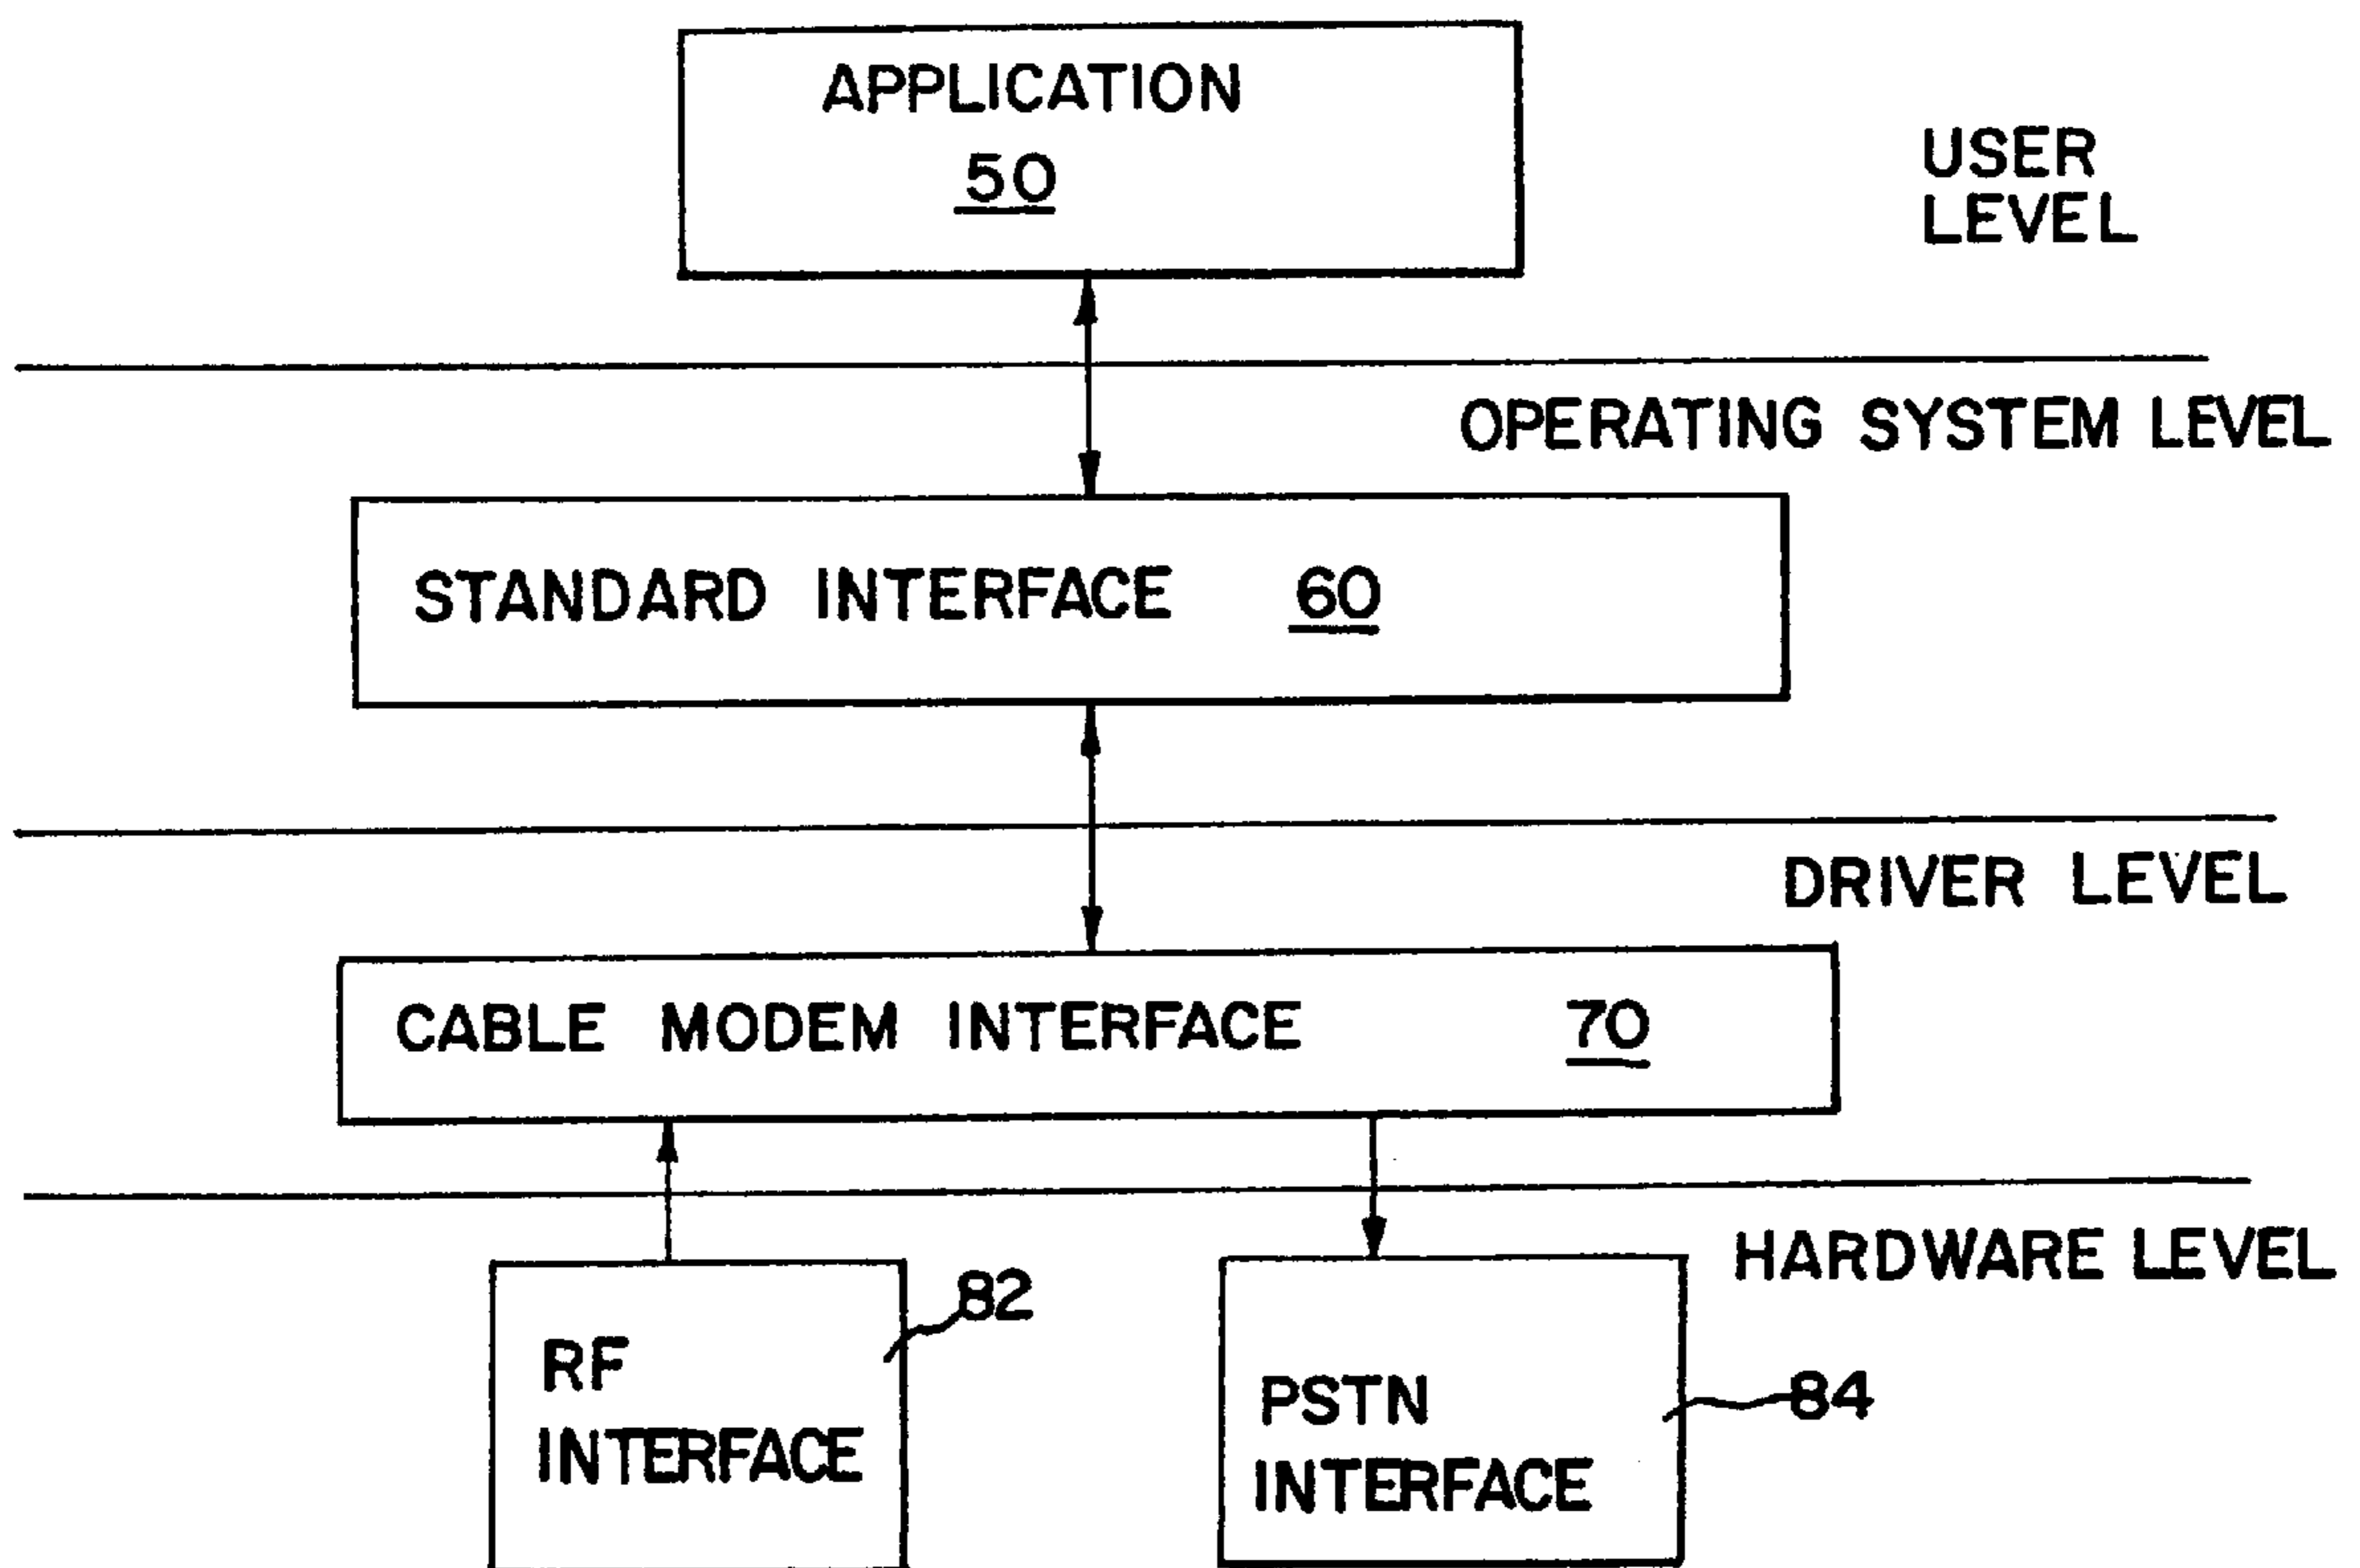 APPLICATION
50
USER
LEVEL
OPERATING SYSTEM LEVEL
STANDARD INTERFACE 60
DRIVER LEVEL
CABLE MODEM INTERFACE 70
HARDWARE LEVEL
82
RF
INTERFACE
84
PSTN
INTERFACE